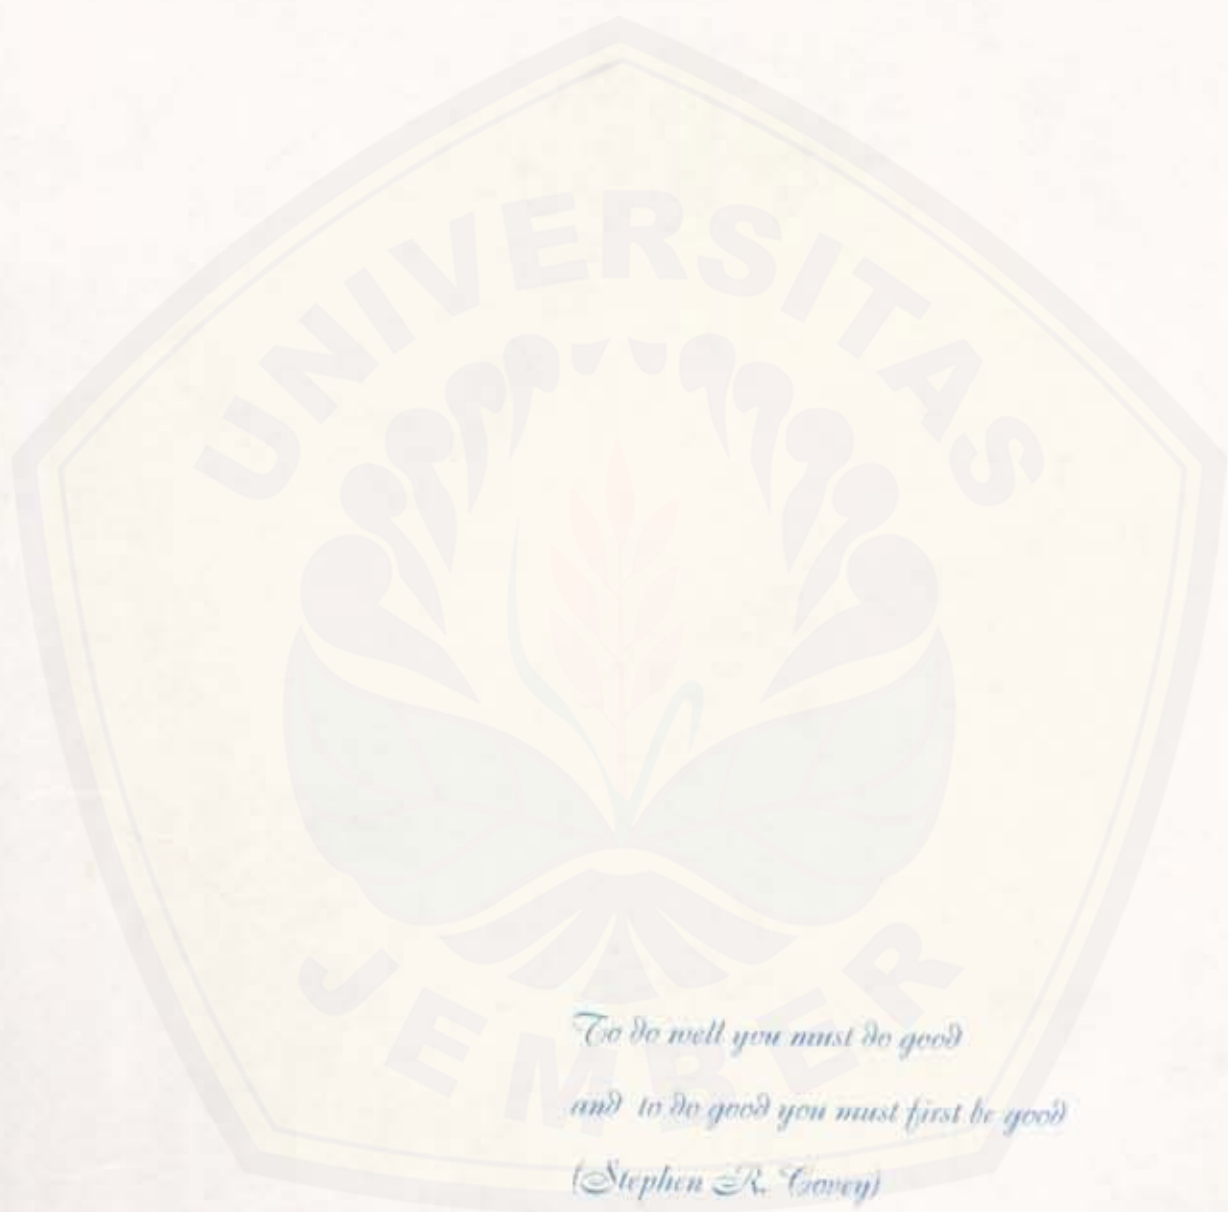 UNIVERSITAS
JEMBER
To do well you must do good
and to do good you must first be good
(Stephen R. Covey)